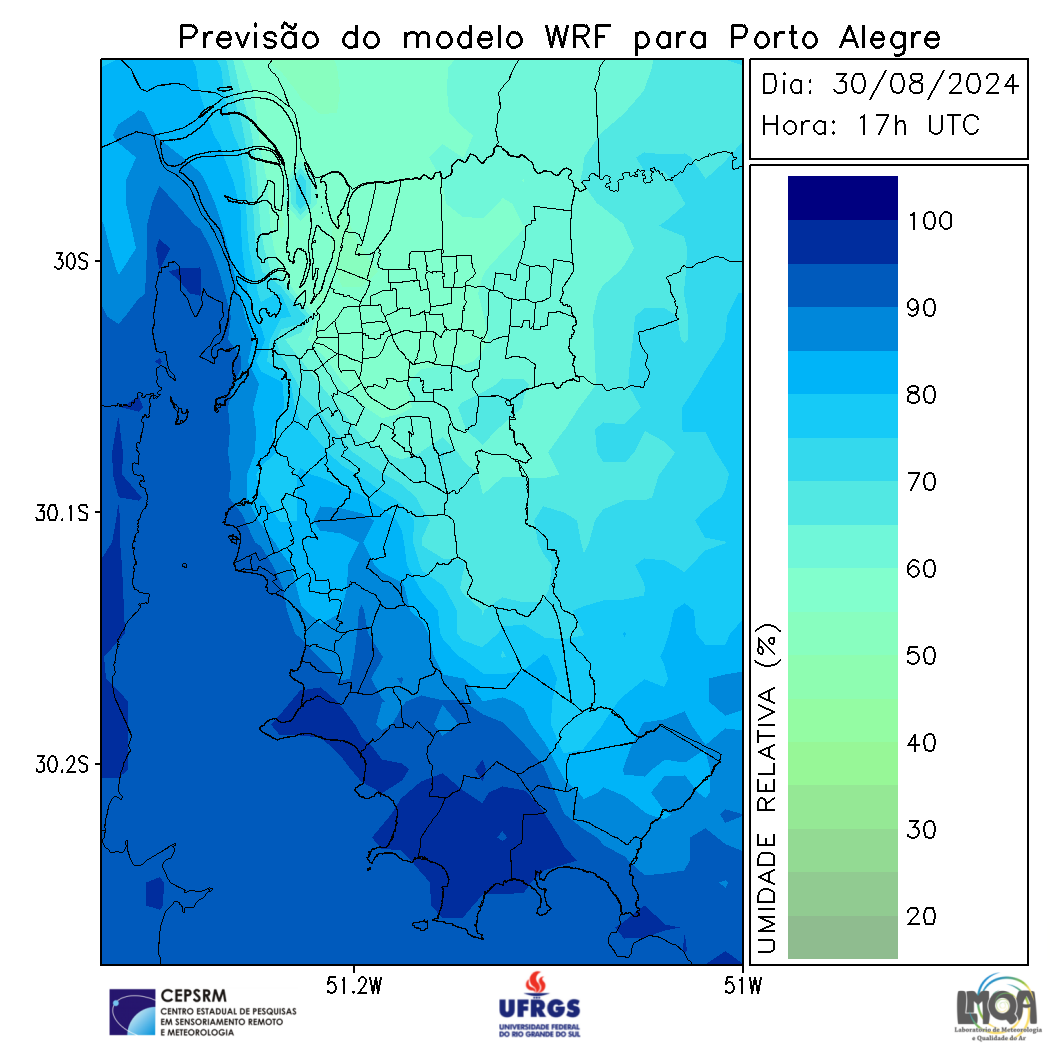 Previsão do modelo WRF para Porto Alegre
Dia: 30/08/2024
Hora: 17h UTC
30S
30.1S
30.2S
51.2W
51W
UMIDADE RELATIVA (%)
100
90
80
70
60
50
40
30
20
CEPSRM
CENTRO ESTADUAL DE PESQUISAS
EM SENSORIAMENTO REMOTO
E METEOROLOGIA
UFRGS
UNIVERSIDADE FEDERAL
DO RIO GRANDE DO SUL
LMQA
Laboratório de Meteorologia
e Qualidade do Ar